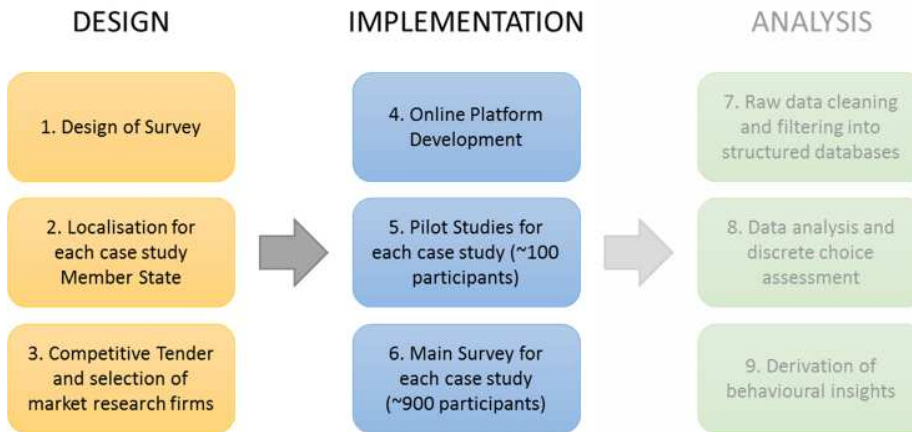 DESIGN
1. Design of Survey
2. Localisation for
each case study
Member State
3. Competitive Tender
and selection of
market research firms
IMPLEMENTATION
4. Online Platform
Development
5. Pilot Studies for
each case study (~100
participants)
6. Main Survey for
each case study
(~900 participants)
ANALYSIS
7. Raw data cleaning
and filtering into
structured databases
8. Data analysis and
discrete choice
assessment
9. Derivation of
behavioural insights